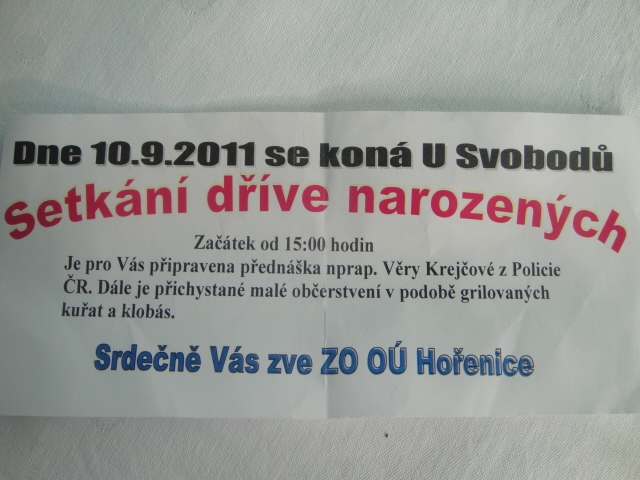 Dne 10.9.2011 se koná U Svobodů
Setkání dříve narozených
Začátek od 15:00 hodin
Je pro Vás připravena přednáška nprap. Věry Krejčové z Policie
ČR. Dále je přichystané malé občerstvení v podobě grilovaných
kuřat a klobás.
Srdečně Vás zve ZO OÚ Hořenice